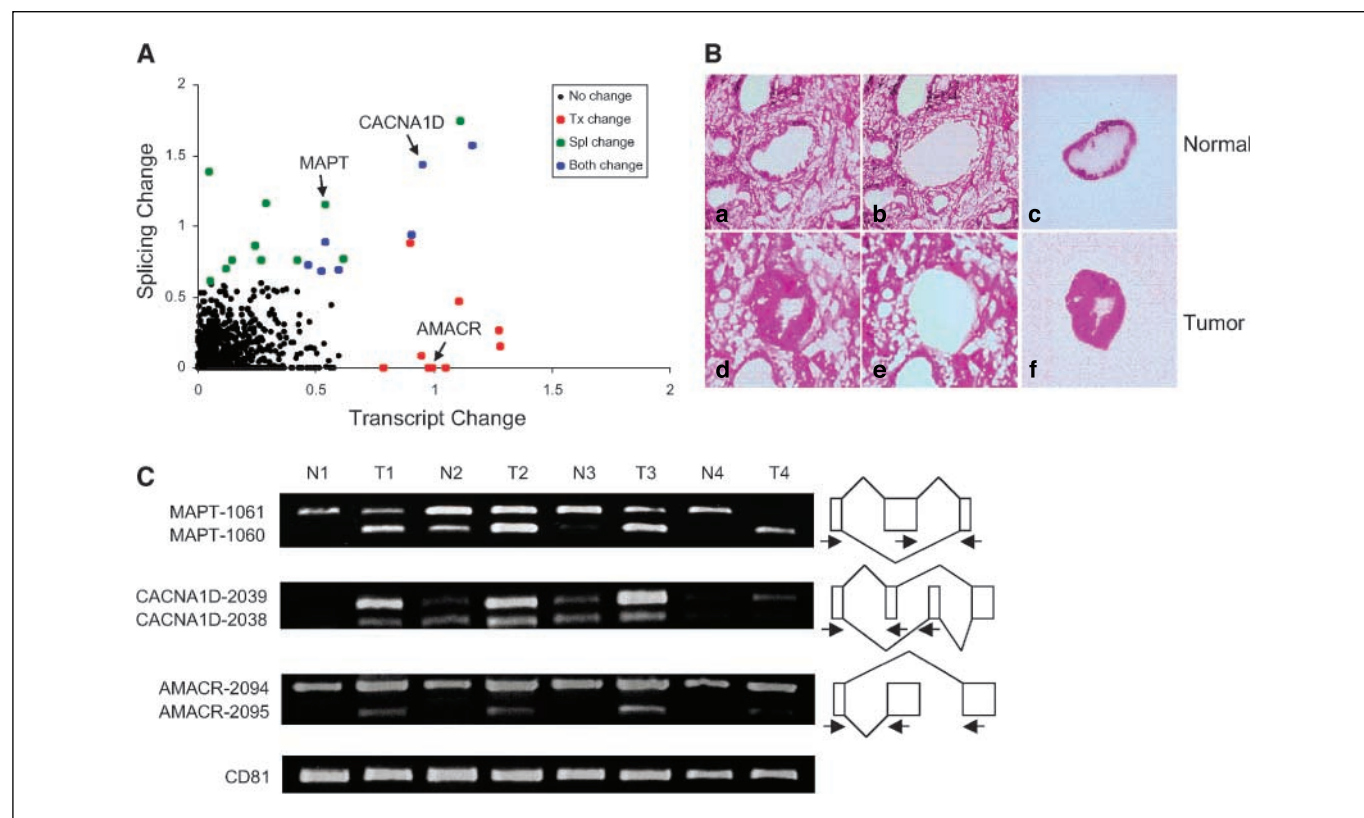 A
Splicing Change
2
1.5
1
0.5
0
0
0.5
1
1.5
2
Transcript Change
CACNA1D
MAPT
AMACR
No change
Tx change
Spl change
Both change
B
a
b
c
Normal
d
e
f
Tumor
C
N1 T1 N2 T2 N3 T3 N4 T4
MAPT-1061
MAPT-1060
CACNA1D-2039
CACNA1D-2038
AMACR-2094
AMACR-2095
CD81